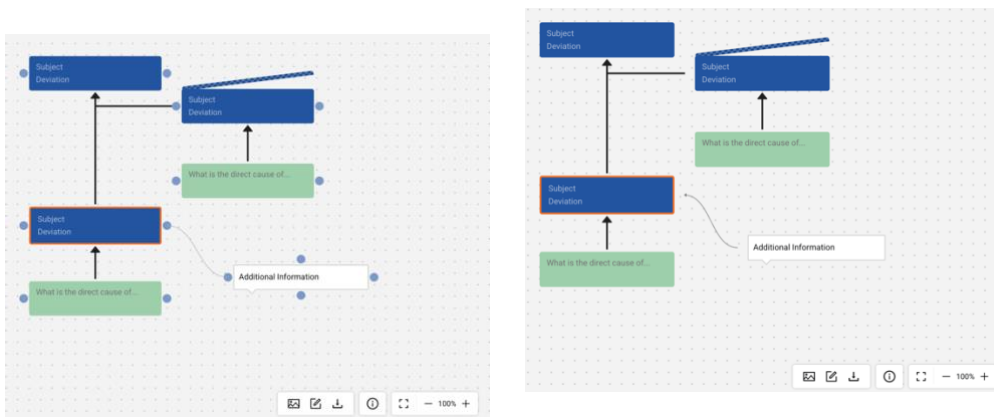 Subject
Deviation
Subject
Deviation
What is the direct cause of...
Subject
Deviation
Additional Information
What is the direct cause of...
100%
Subject
Deviation
Subject
Deviation
What is the direct cause of...
Subject
Deviation
Additional Information
What is the direct cause of...
100%